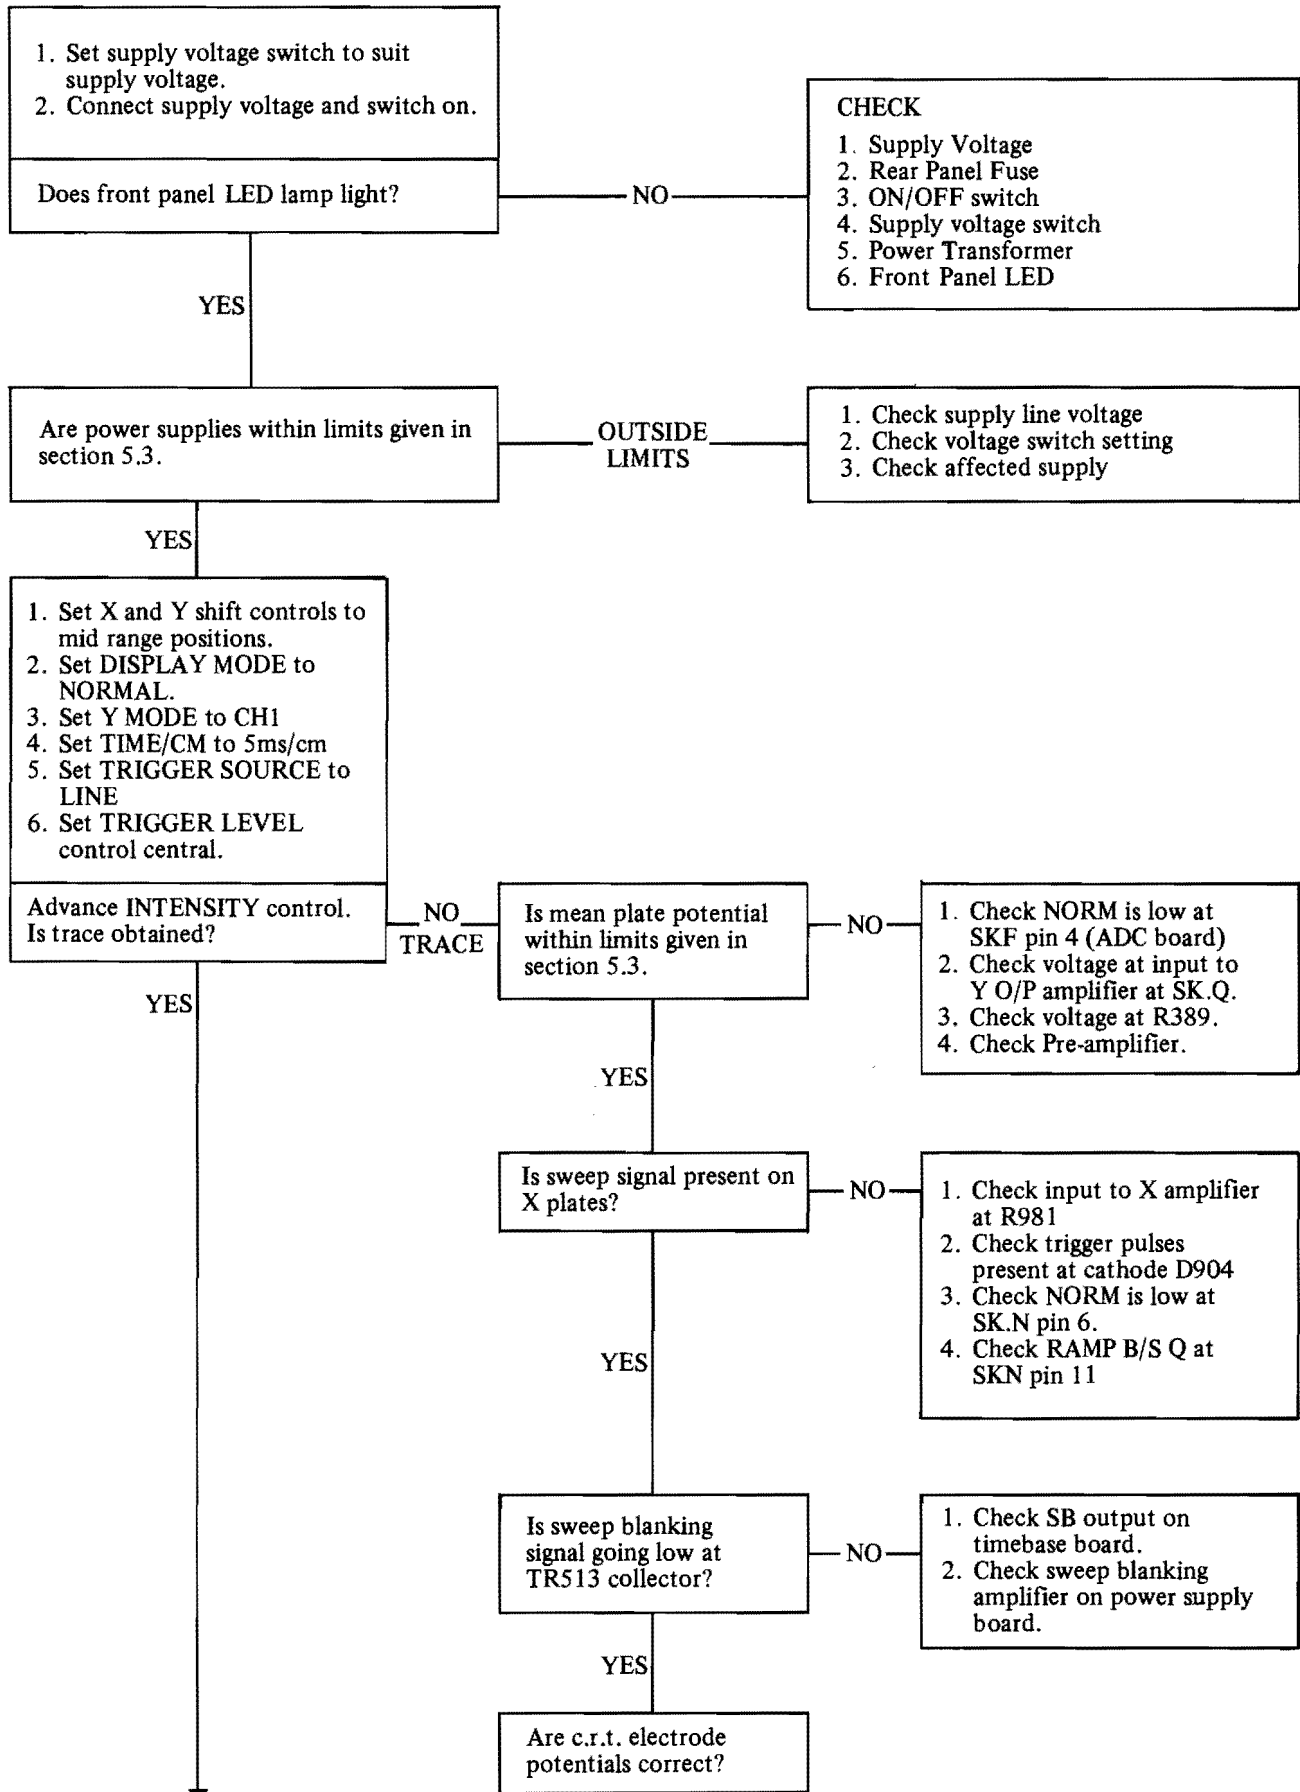 1. Set supply voltage switch to suit
supply voltage.
2. Connect supply voltage and switch on.
Does front panel LED lamp light?
NO
CHECK
1. Supply Voltage
2. Rear Panel Fuse
3. ON/OFF switch
4. Supply voltage switch
5. Power Transformer
6. Front Panel LED
YES
Are power supplies within limits given in
section 5.3.
OUTSIDE
LIMITS
1. Check supply line voltage
2. Check voltage switch setting
3. Check affected supply
YES
1. Set X and Y shift controls to
mid range positions.
2. Set DISPLAY MODE to
NORMAL.
3. Set Y MODE to CH1
4. Set TIME/CM to 5ms/cm
5. Set TRIGGER SOURCE to
LINE
6. Set TRIGGER LEVEL
control central.
Advance INTENSITY control.
Is trace obtained?
NO
TRACE
Is mean plate potential
within limits given in
section 5.3.
NO
1. Check NORM is low at
SKF pin 4 (ADC board)
2. Check voltage at input to
Y O/P amplifier at SK.Q.
3. Check voltage at R389.
4. Check Pre-amplifier.
YES
YES
Is sweep signal present on
X plates?
NO
1. Check input to X amplifier
at R981
2. Check trigger pulses
present at cathode D904
3. Check NORM is low at
SK.N pin 6.
4. Check RAMP B/S Q at
SKN pin 11
YES
Is sweep blanking
signal going low at
TR513 collector?
NO
1. Check SB output on
timebase board.
2. Check sweep blanking
amplifier on power supply
board.
YES
Are c.r.t. electrode
potentials correct?